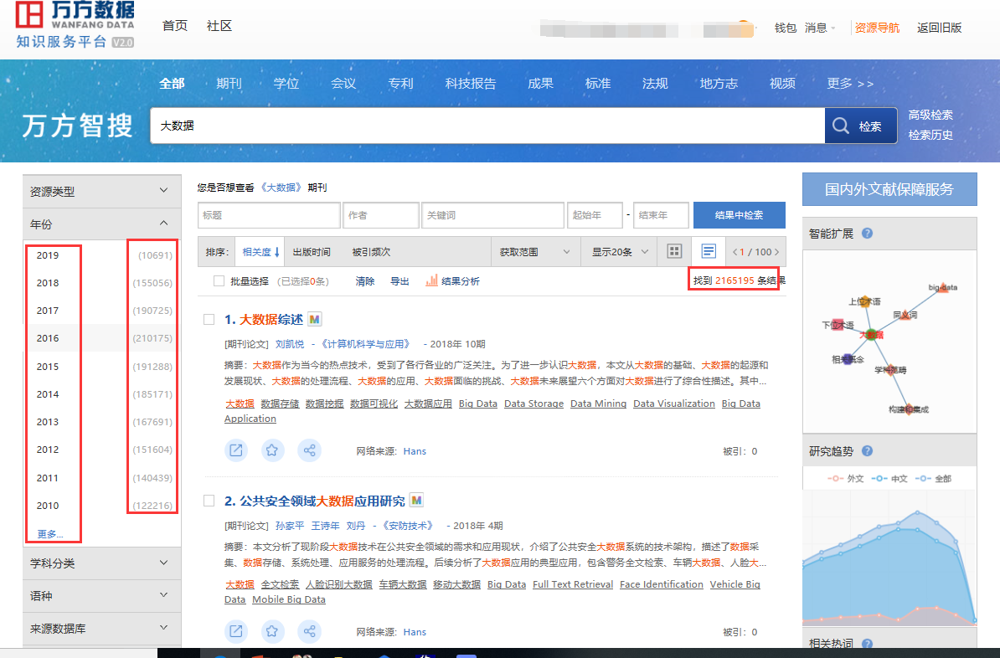 万方数据
WANFANG DATA
知识服务平台 V2.0
首页 社区
钱包 消息 资源导航 返回旧版
全部 期刊 学位 会议 专利 科技报告 成果 标准 法规 地方志 视频 更多 >>
万方智搜
大数据
检索
高级检索
检索历史
资源类型
年份
2019 (10691)
2018 (155056)
2017 (190725)
2016 (210175)
2015 (191288)
2014 (185171)
2013 (167691)
2012 (151604)
2011 (140439)
2010 (122216)
更多...
学科分类
语种
来源数据库
您是否想查看 《大数据》 期刊
标题 作者 关键词 起始年 - 结束年 结果中检索
排序： 相关度 出版时间 被引频次 获取范围 显示20条 1 / 100
批量选择 (已选择0条) 清除 导出 结果分析 找到 2165195 条结果
1. 大数据综述 M
[期刊论文] 刘凯悦 - 《计算机科学与应用》 - 2018年 10期
摘要：大数据作为当今的热点技术，受到了各行各业的广泛关注。为了进一步认识大数据，本文从大数据的基础、大数据的起源和
发展现状、大数据的处理流程、大数据的应用、大数据面临的挑战、大数据未来展望六个方面对大数据进行了综合性描述。其中...
大数据 数据存储 数据挖掘 数据可视化 大数据应用 Big Data Data Storage Data Mining Data Visualization Big Data
Application
网络来源： Hans 被引：0
2. 公共安全领域大数据应用研究 M
[期刊论文] 孙家平 王诗年 刘丹 - 《安防技术》 - 2018年 4期
摘要：本文分析了现阶段大数据技术在公共安全领域的需求和应用现状，介绍了公共安全大数据系统的技术架构，描述了数据采
集、数据存储、系统处理、应用服务的处理流程。后续分析了大数据应用的典型应用，包含警务全文检索、车辆大数据、人脸大...
大数据 全文检索 人脸识别大数据 车辆大数据 移动大数据 Big Data Full Text Retrieval Face Identification Vehicle Big
Data Mobile Big Data
网络来源： Hans 被引：0
国内外文献保障服务
智能扩展 ?
big-data
上位术语
同义词
下位术语
大数据
相关概念
学科范畴
构建和集成
研究趋势 ?
外文 中文 全部
相关热词 ?